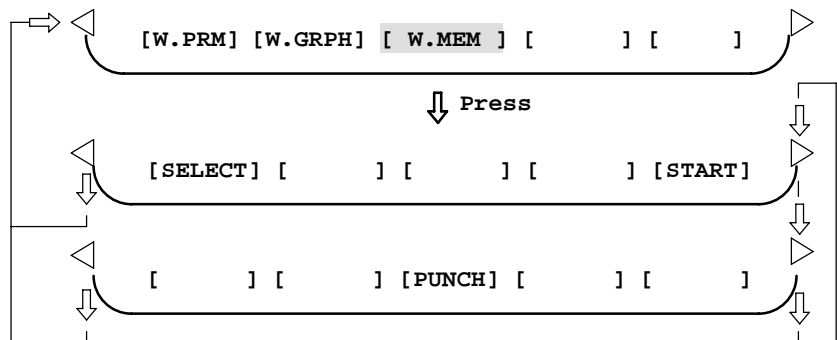 [W.PRM] [W.GRPH] [ W.MEM ] [ ] [ ]
Press
[SELECT] [ ] [ ] [ ] [START]
[ ] [ ] [PUNCH] [ ] [ ]